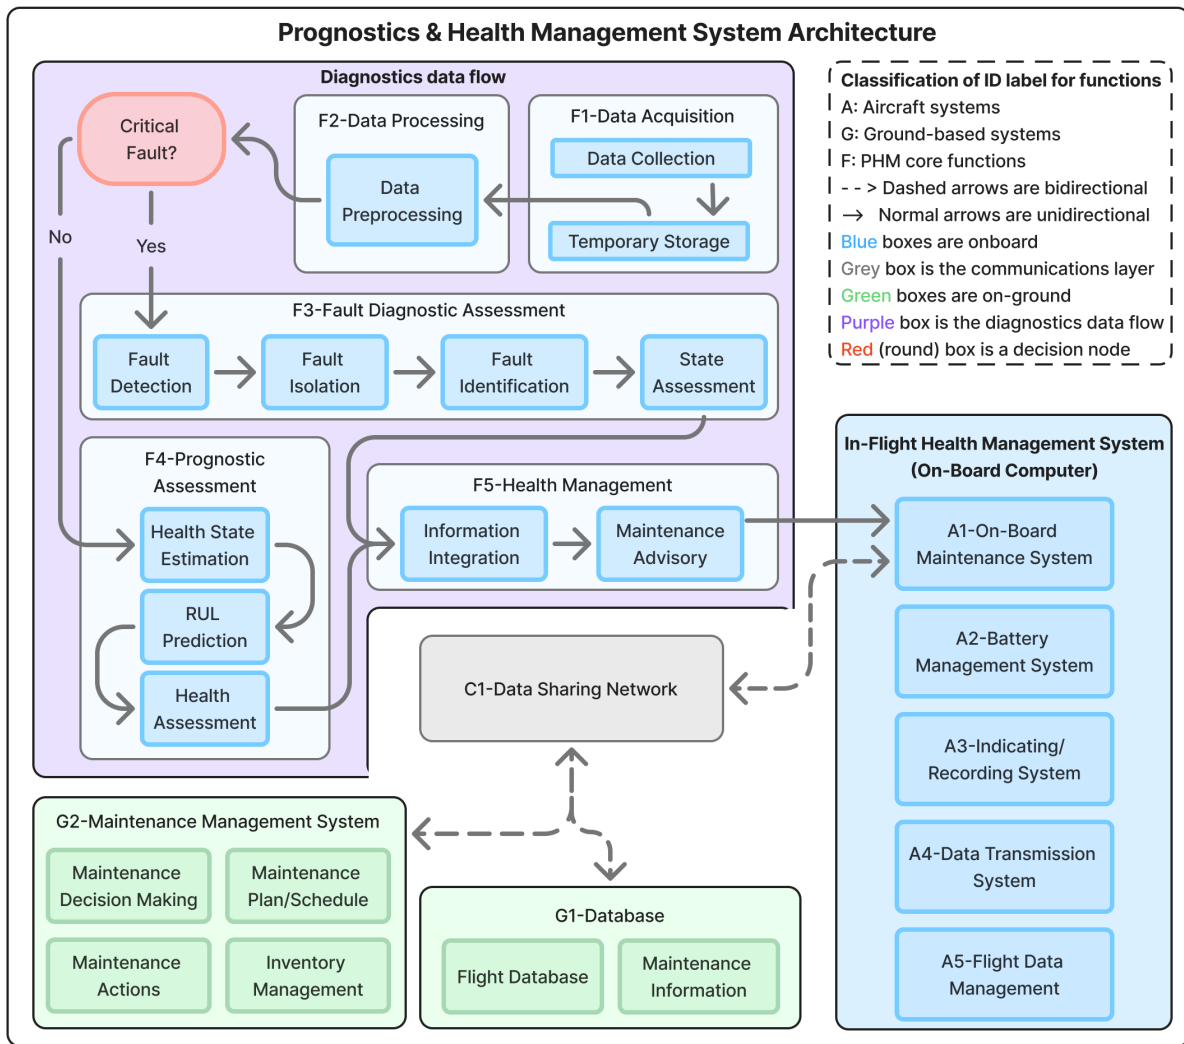 Prognostics & Health Management System Architecture
Diagnostics data flow
Critical
Fault?
No
Yes
F2-Data Processing
Data
Preprocessing
F1-Data Acquisition
Data Collection
Temporary Storage
Classification of ID label for functions
A: Aircraft systems
G: Ground-based systems
F: PHM core functions
- - > Dashed arrows are bidirectional
→ Normal arrows are unidirectional
Blue boxes are onboard
Grey box is the communications layer
Green boxes are on-ground
Purple box is the diagnostics data flow
Red (round) box is a decision node
F3-Fault Diagnostic Assessment
Fault
Detection
Fault
Isolation
Fault
Identification
State
Assessment
F4-Prognostic
Assessment
Health State
Estimation
RUL
Prediction
Health
Assessment
F5-Health Management
Information
Integration
Maintenance
Advisory
In-Flight Health Management System
(On-Board Computer)
A1-On-Board
Maintenance System
A2-Battery
Management System
A3-Indicating/
Recording System
A4-Data Transmission
System
A5-Flight Data
Management
C1-Data Sharing Network
G2-Maintenance Management System
Maintenance
Decision Making
Maintenance
Plan/Schedule
Maintenance
Actions
Inventory
Management
G1-Database
Flight Database
Maintenance
Information